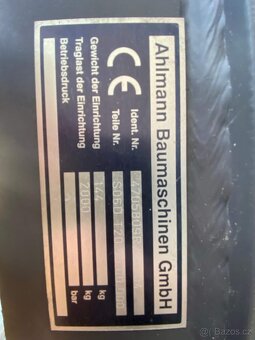 Ahlmann Baumaschinen GmbH
CE
Ident. Nr.
Teile Nr.
Gewicht der Einrichtung 174 kg
Traglast der Einrichtung 2000 kg
Betriebsdruck bar
bazos.cz